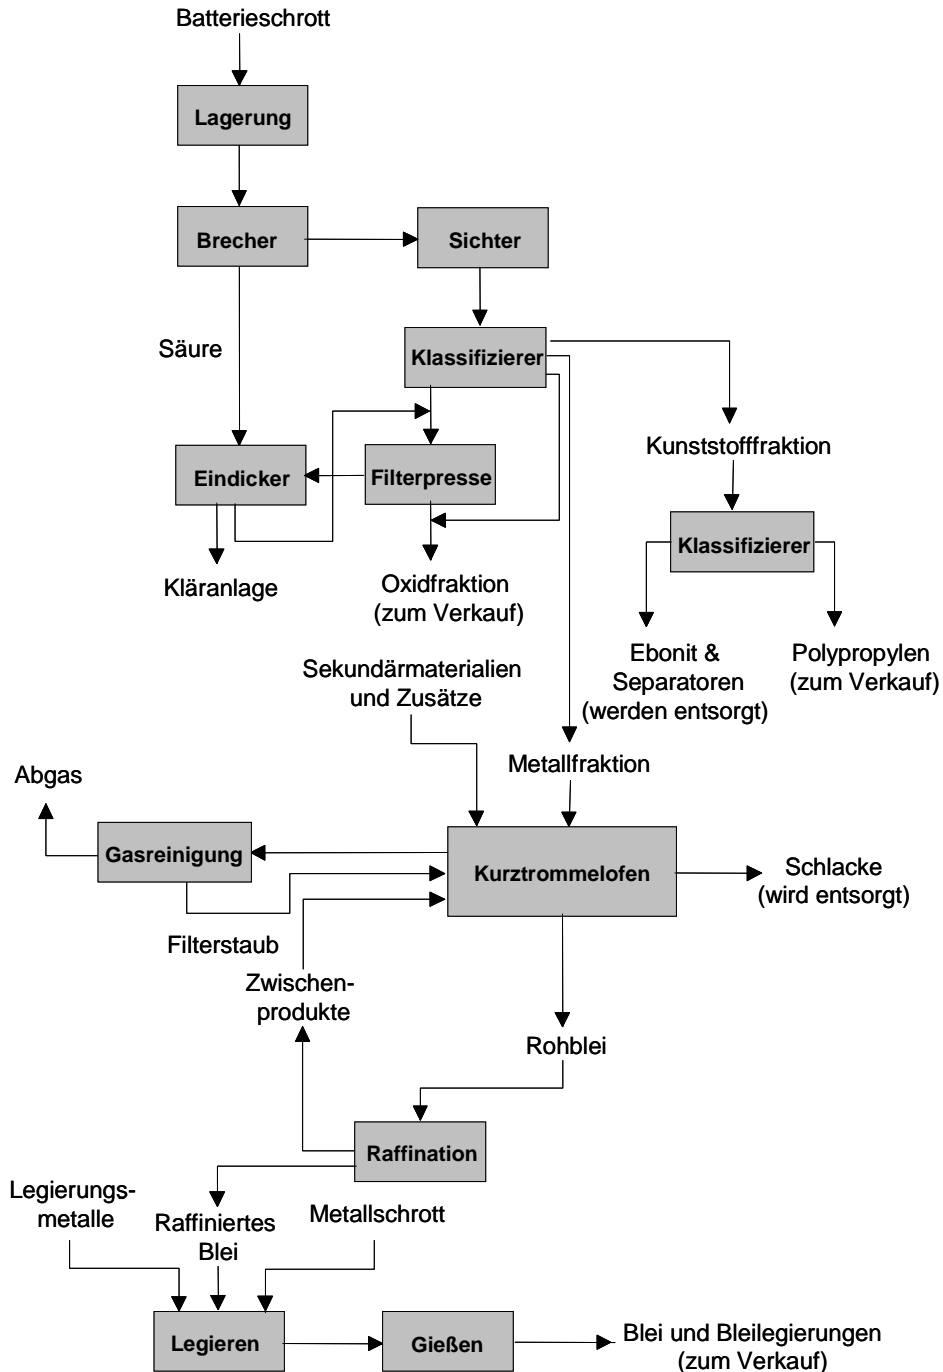 Batterieschrott
Lagerung
Brecher
Sichter
Säure
Klassifizierer
Kunststofffraktion
Eindicker
Filterpresse
Klassifizierer
Kläranlage
Oxidfraktion
(zum Verkauf)
Ebonit &
Separatoren
(werden entsorgt)
Polypropylen
(zum Verkauf)
Sekundärmaterialien
und Zusätze
Metallfraktion
Abgas
Gasreinigung
Kurztrommelofen
Schlacke
(wird entsorgt)
Filterstaub
Zwischen-
produkte
Rohblei
Raffination
Legierungs-
metalle
Raffiniertes
Blei
Metallschrott
Legieren
Gießen
Blei und Bleilegierungen
(zum Verkauf)